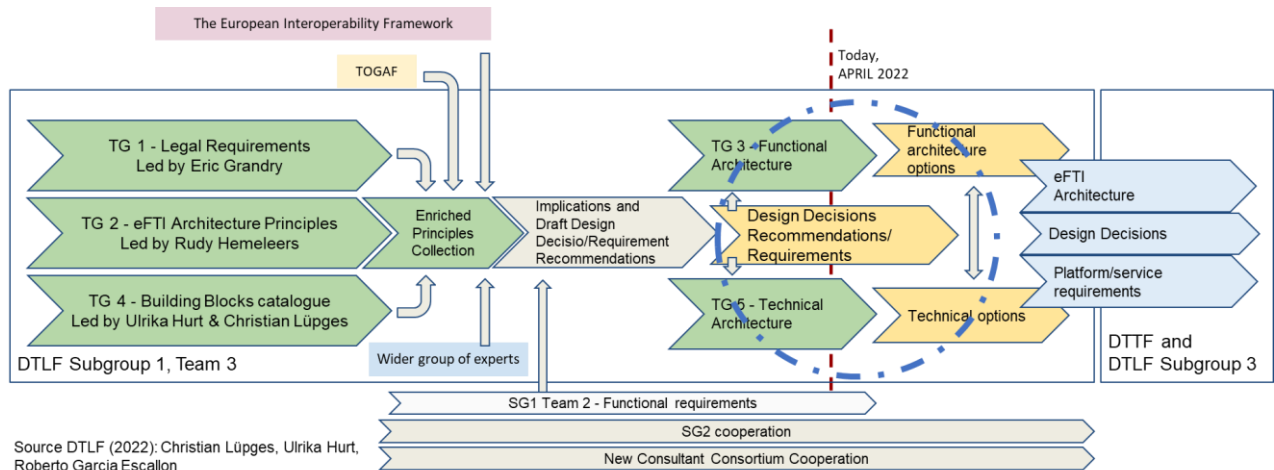 The European Interoperability Framework
TOGAF
Today,
APRIL 2022
TG 1 - Legal Requirements
Led by Eric Grandry
TG 2 - eFTI Architecture Principles
Led by Rudy Hemeleers
TG 4 - Building Blocks catalogue
Led by Ulrika Hurt & Christian Lüpges
Enriched
Principles
Collection
Implications and
Draft Design
Decisio/Requirement
Recommendations
TG 3 - Functional
Architecture
Design Decisions
Recommendations/
Requirements
TG 5 - Technical
Architecture
Functional
architecture
options
Technical options
eFTI
Architecture
Design Decisions
Platform/service
requirements
Wider group of experts
DTLF Subgroup 1, Team 3
DTTF and
DTLF Subgroup 3
SG1 Team 2 - Functional requirements
SG2 cooperation
New Consultant Consortium Cooperation
Source DTLF (2022): Christian Lüpges, Ulrika Hurt,
Roberto Garcia Escallon